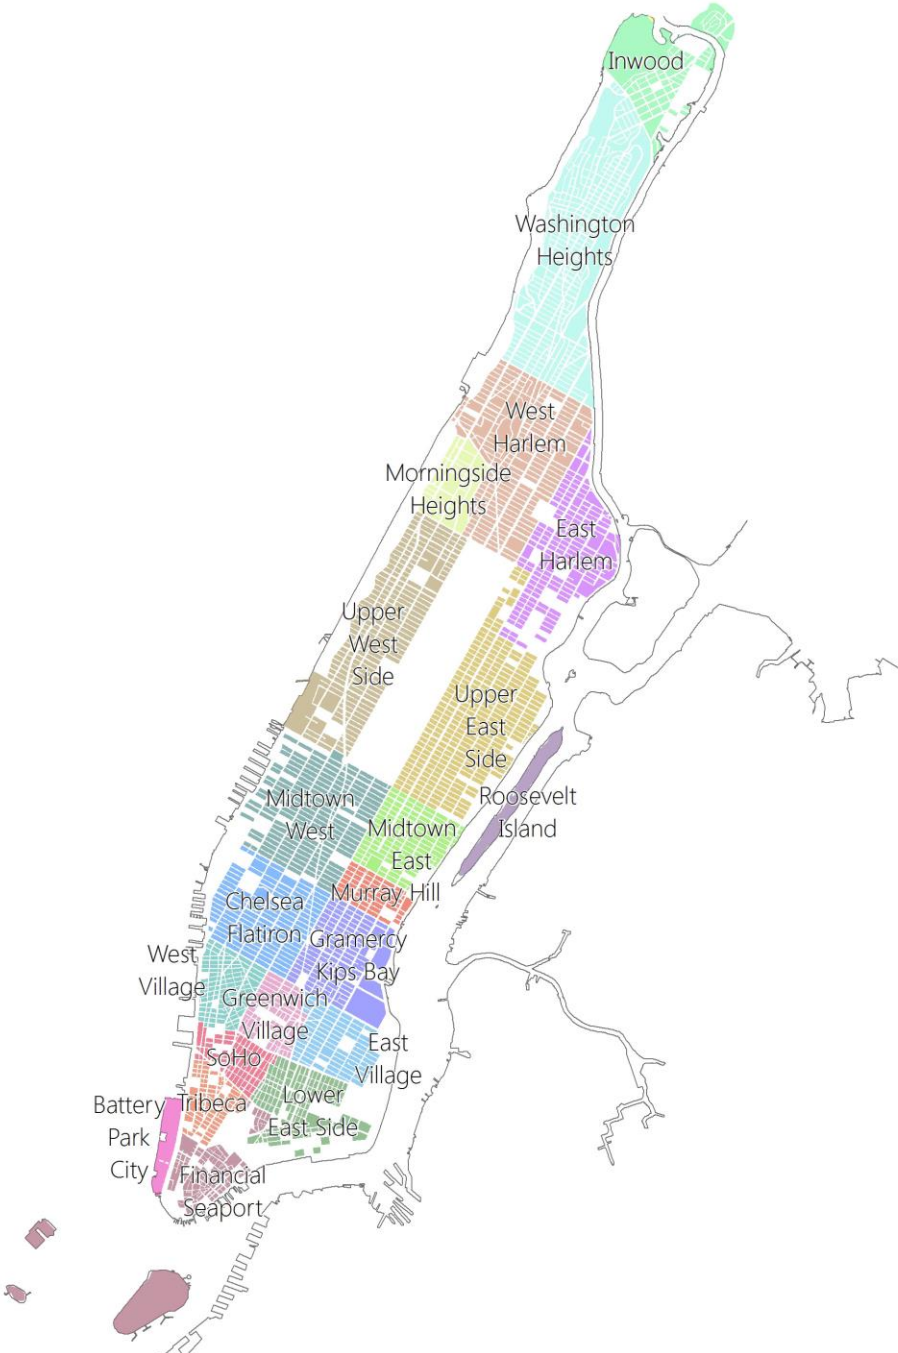 Inwood
Washington
Heights
West
Harlem
Morningside
Heights
East
Harlem
Upper
West
Side
Upper
East
Side
Roosevelt
Island
Midtown
West
Midtown
East
Murray Hill
Chelsea
Flatiron
Gramercy
Kips Bay
West
Village
Greenwich
Village
East
Village
SoHo
Lower
East Side
Tribeca
Battery
Park
City
Financial
Seaport